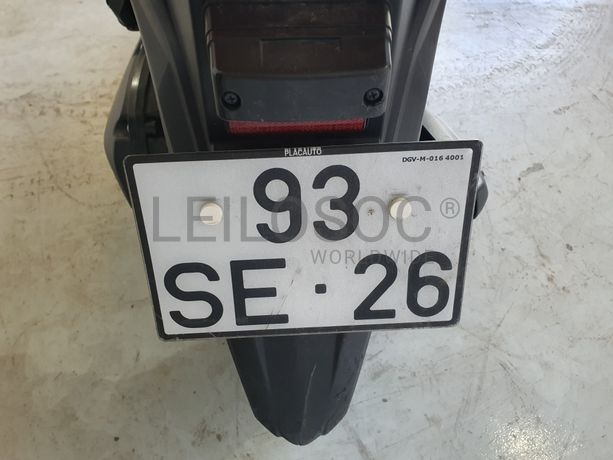 PLACAUTO
DGV-M-016 4001
93
LEILOSOC®
WORLDWIDE
SE·26